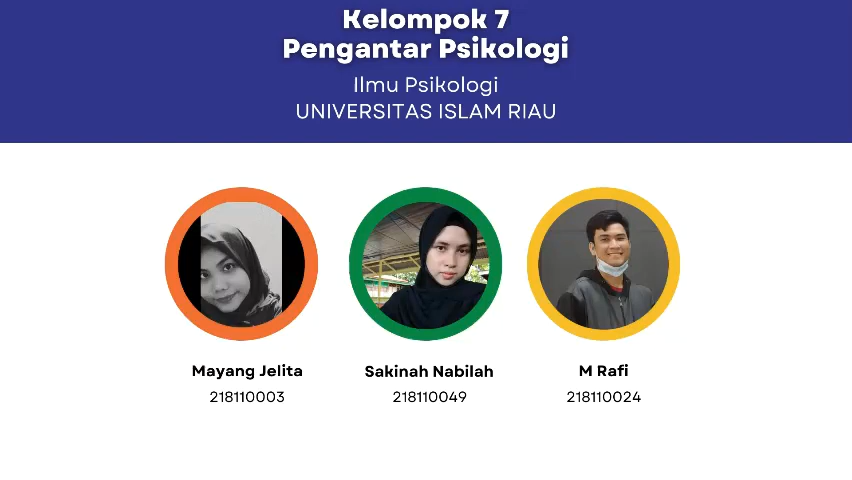 Kelompok 7
Pengantar Psikologi
Ilmu Psikologi
UNIVERSITAS ISLAM RIAU
Mayang Jelita
Sakinah Nabilah
M Rafi
218110003
218110049
218110024